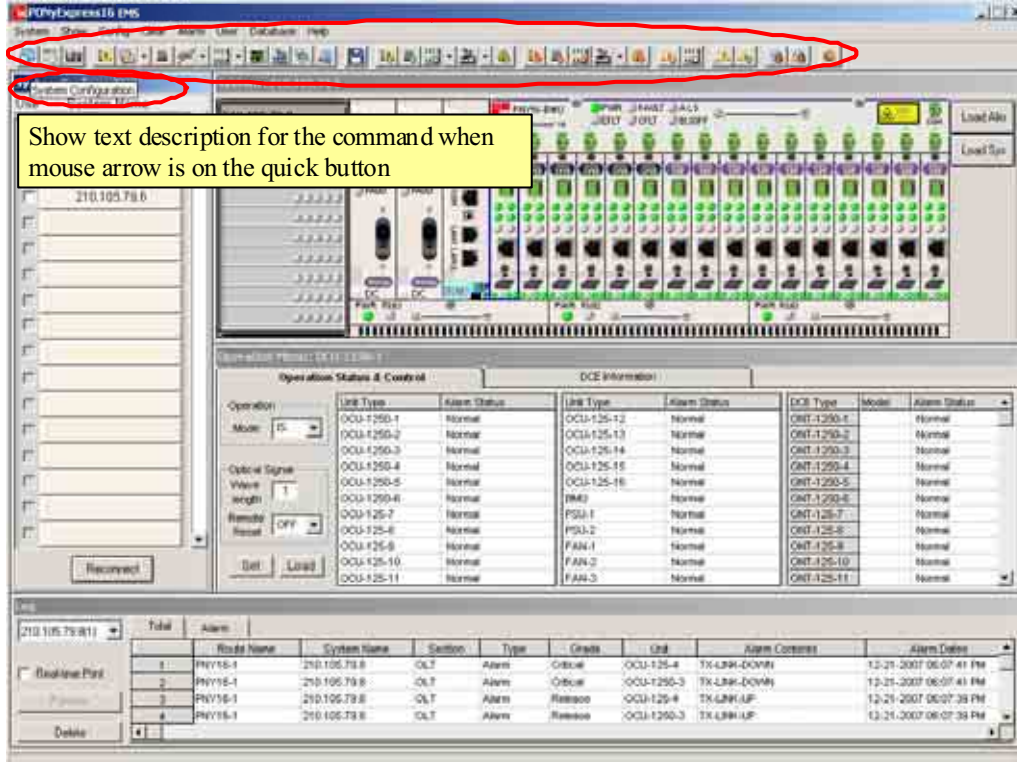 PONyExpress16 EMS
System Show Config Clear Alarm User Database Help
System Configuration
Show text description for the command when
mouse arrow is on the quick button
210.105.79.6
Load Sys
DC DC
Operation Status & Control DCE Information
Operation
Mode IS
Optical Signal
Wave length 1
Remote Reset OFF
Set Load
Unit Type Alarm Status Unit Type Alarm Status DCE Type Model Alarm Status
OCU-1250-1 Normal OCU-125-12 Normal ONT-1250-1 Normal
OCU-1250-2 Normal OCU-125-13 Normal ONT-1250-2 Normal
OCU-1250-3 Normal OCU-125-14 Normal ONT-1250-3 Normal
OCU-1250-4 Normal OCU-125-15 Normal ONT-1250-4 Normal
OCU-1250-5 Normal OCU-125-16 Normal ONT-1250-5 Normal
OCU-1250-6 Normal BMU Normal ONT-1250-6 Normal
OCU-125-7 Normal PSU-1 Normal ONT-125-7 Normal
OCU-125-8 Normal PSU-2 Normal ONT-125-8 Normal
OCU-125-9 Normal FAN-1 Normal ONT-125-9 Normal
OCU-125-10 Normal FAN-2 Normal ONT-125-10 Normal
OCU-125-11 Normal FAN-3 Normal ONT-125-11 Normal
Reconnect
210.105.79.6(1) Total Alarm
Real-time Print
Delete
Route Name System Name Section Type Grade Unit Alarm Contents Alarm Dates
1 PNY16-1 210.105.79.6 OLT Alarm Critical OCU-125-4 TX-LINK-DOWN 12-21-2007 06:07:41 PM
2 PNY16-1 210.105.79.6 OLT Alarm Critical OCU-1250-3 TX-LINK-DOWN 12-21-2007 06:07:41 PM
3 PNY16-1 210.105.79.6 OLT Alarm Release OCU-125-4 TX-LINK-UP 12-21-2007 06:07:39 PM
4 PNY16-1 210.105.79.6 OLT Alarm Release OCU-1250-3 TX-LINK-UP 12-21-2007 06:07:39 PM